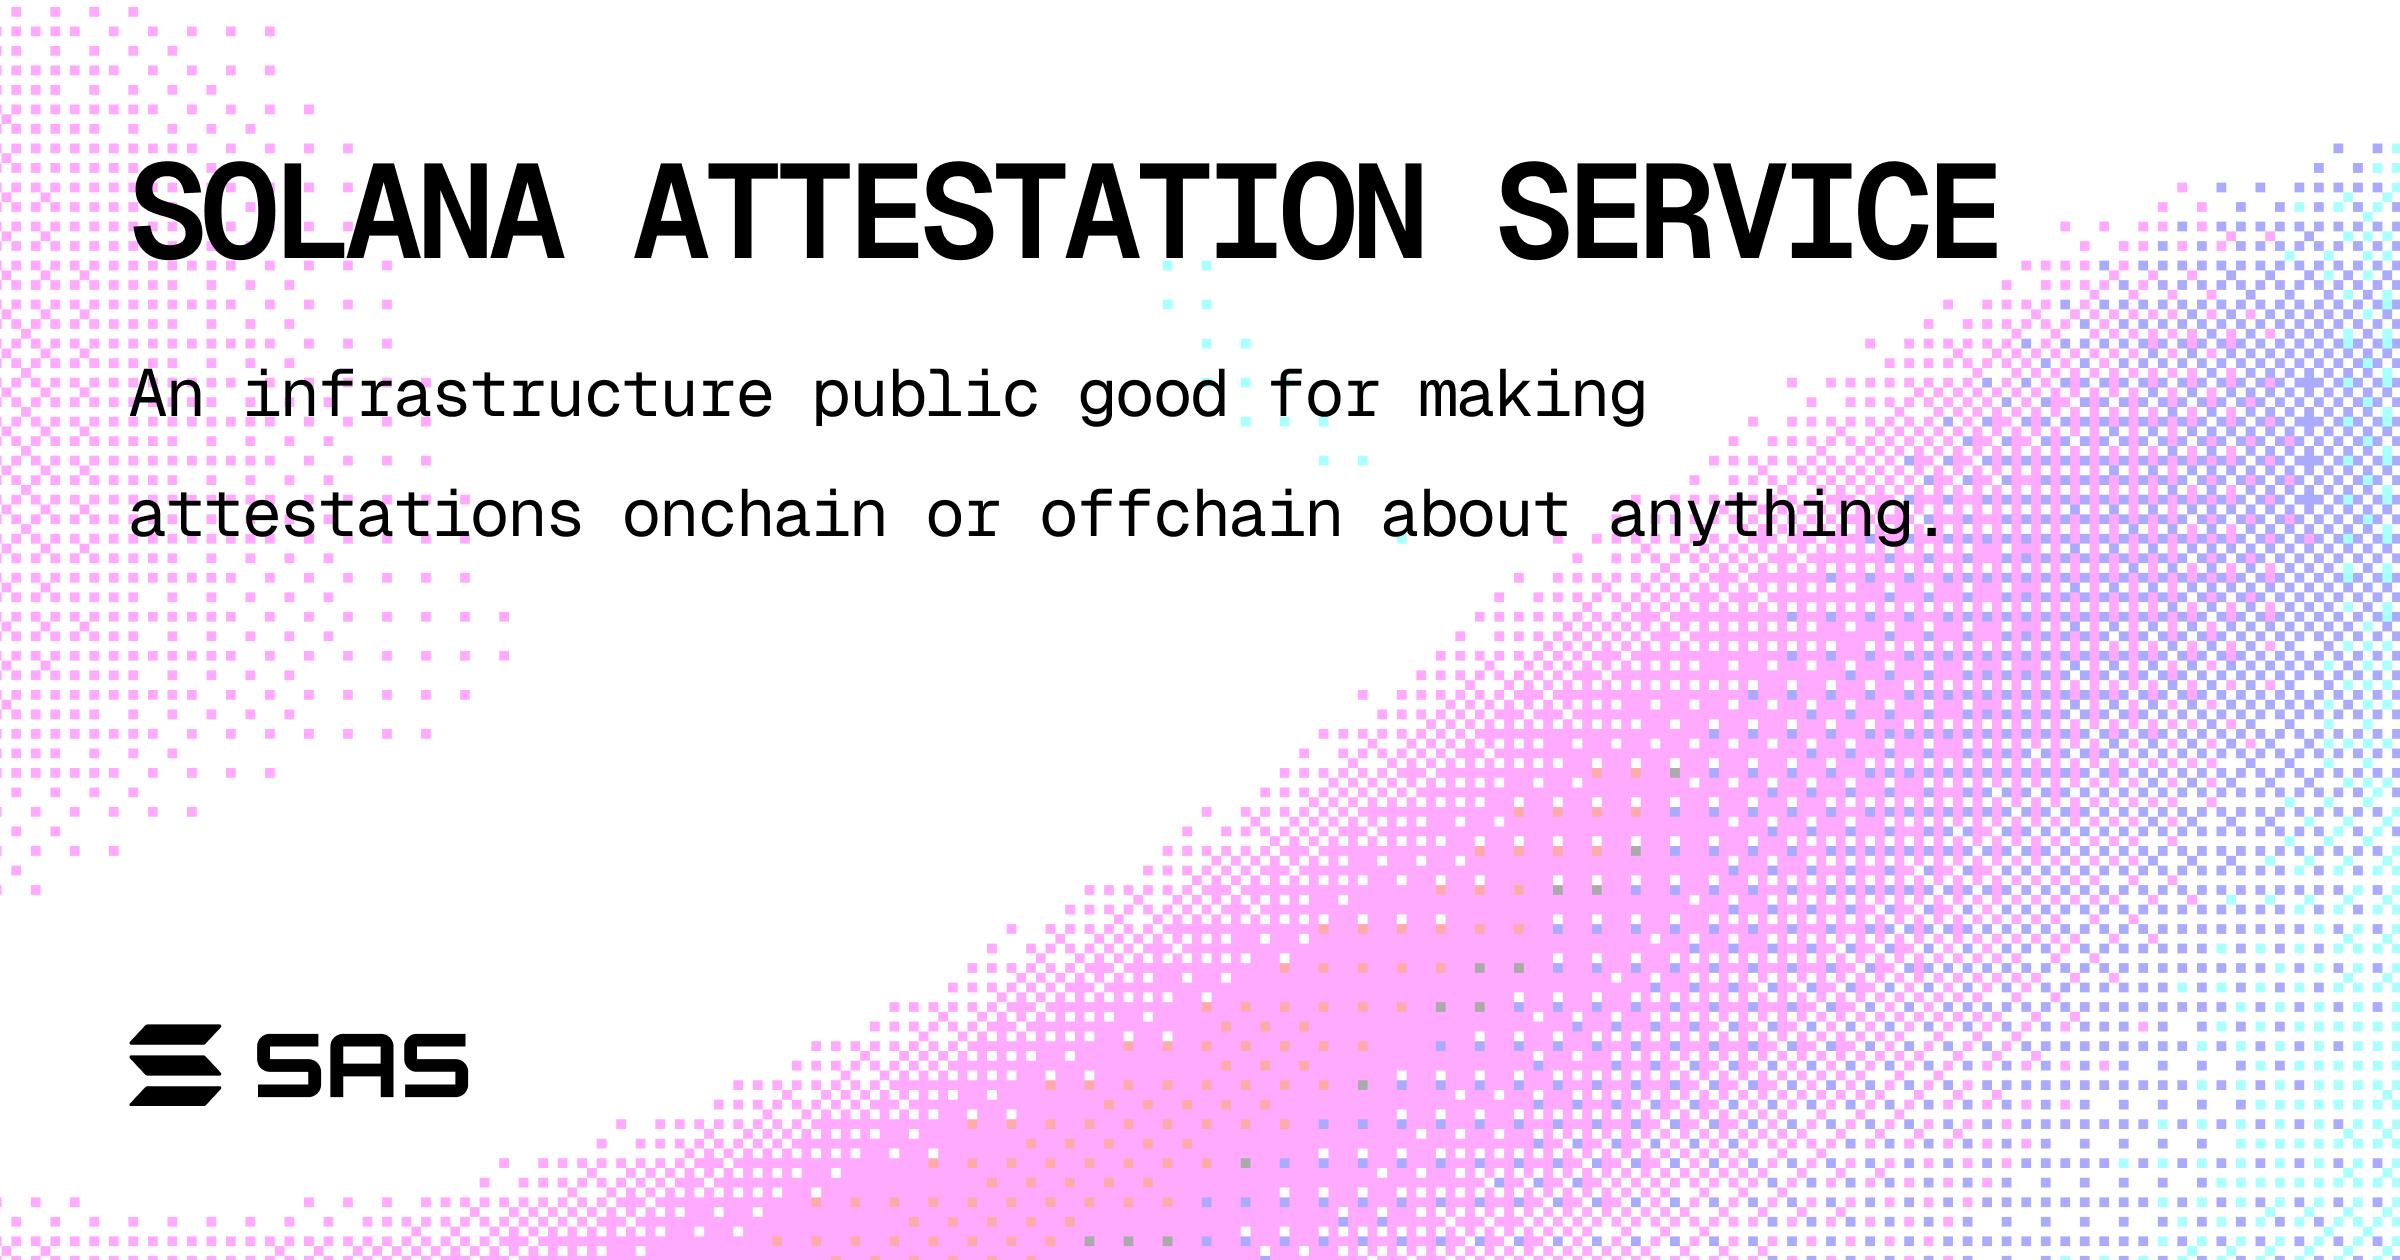 SOLANA ATTESTATION SERVICE
An infrastructure public good for making
attestations onchain or offchain about anything.
SAS